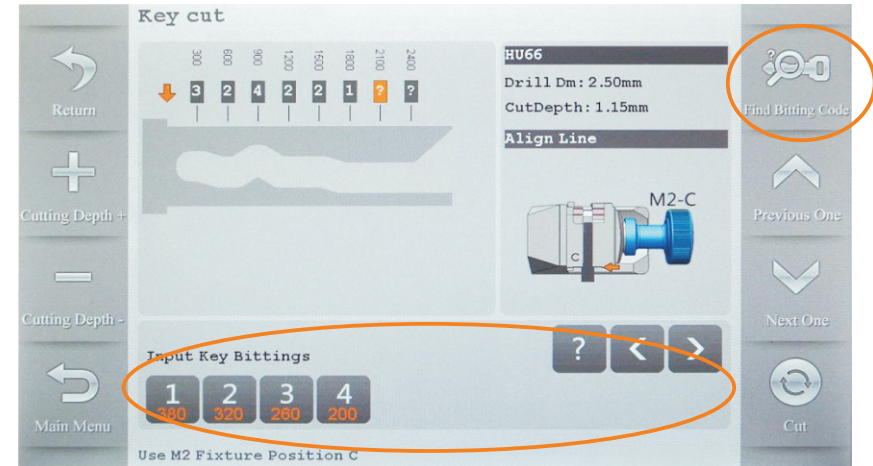 Key cut
Return
Cutting Depth +
Cutting Depth -
Main Menu
300 600 900 1200 1500 1800 2100 2400
3 2 4 2 2 1 ? ?
HU66
Drill Dm: 2.50mm
CutDepth: 1.15mm
Align Line
M2-C
C
Input Key Bittings
? < >
1 2 3 4
380 320 260 200
Use M2 Fixture Position C
Find Bitting Code
Previous One
Next One
Cut